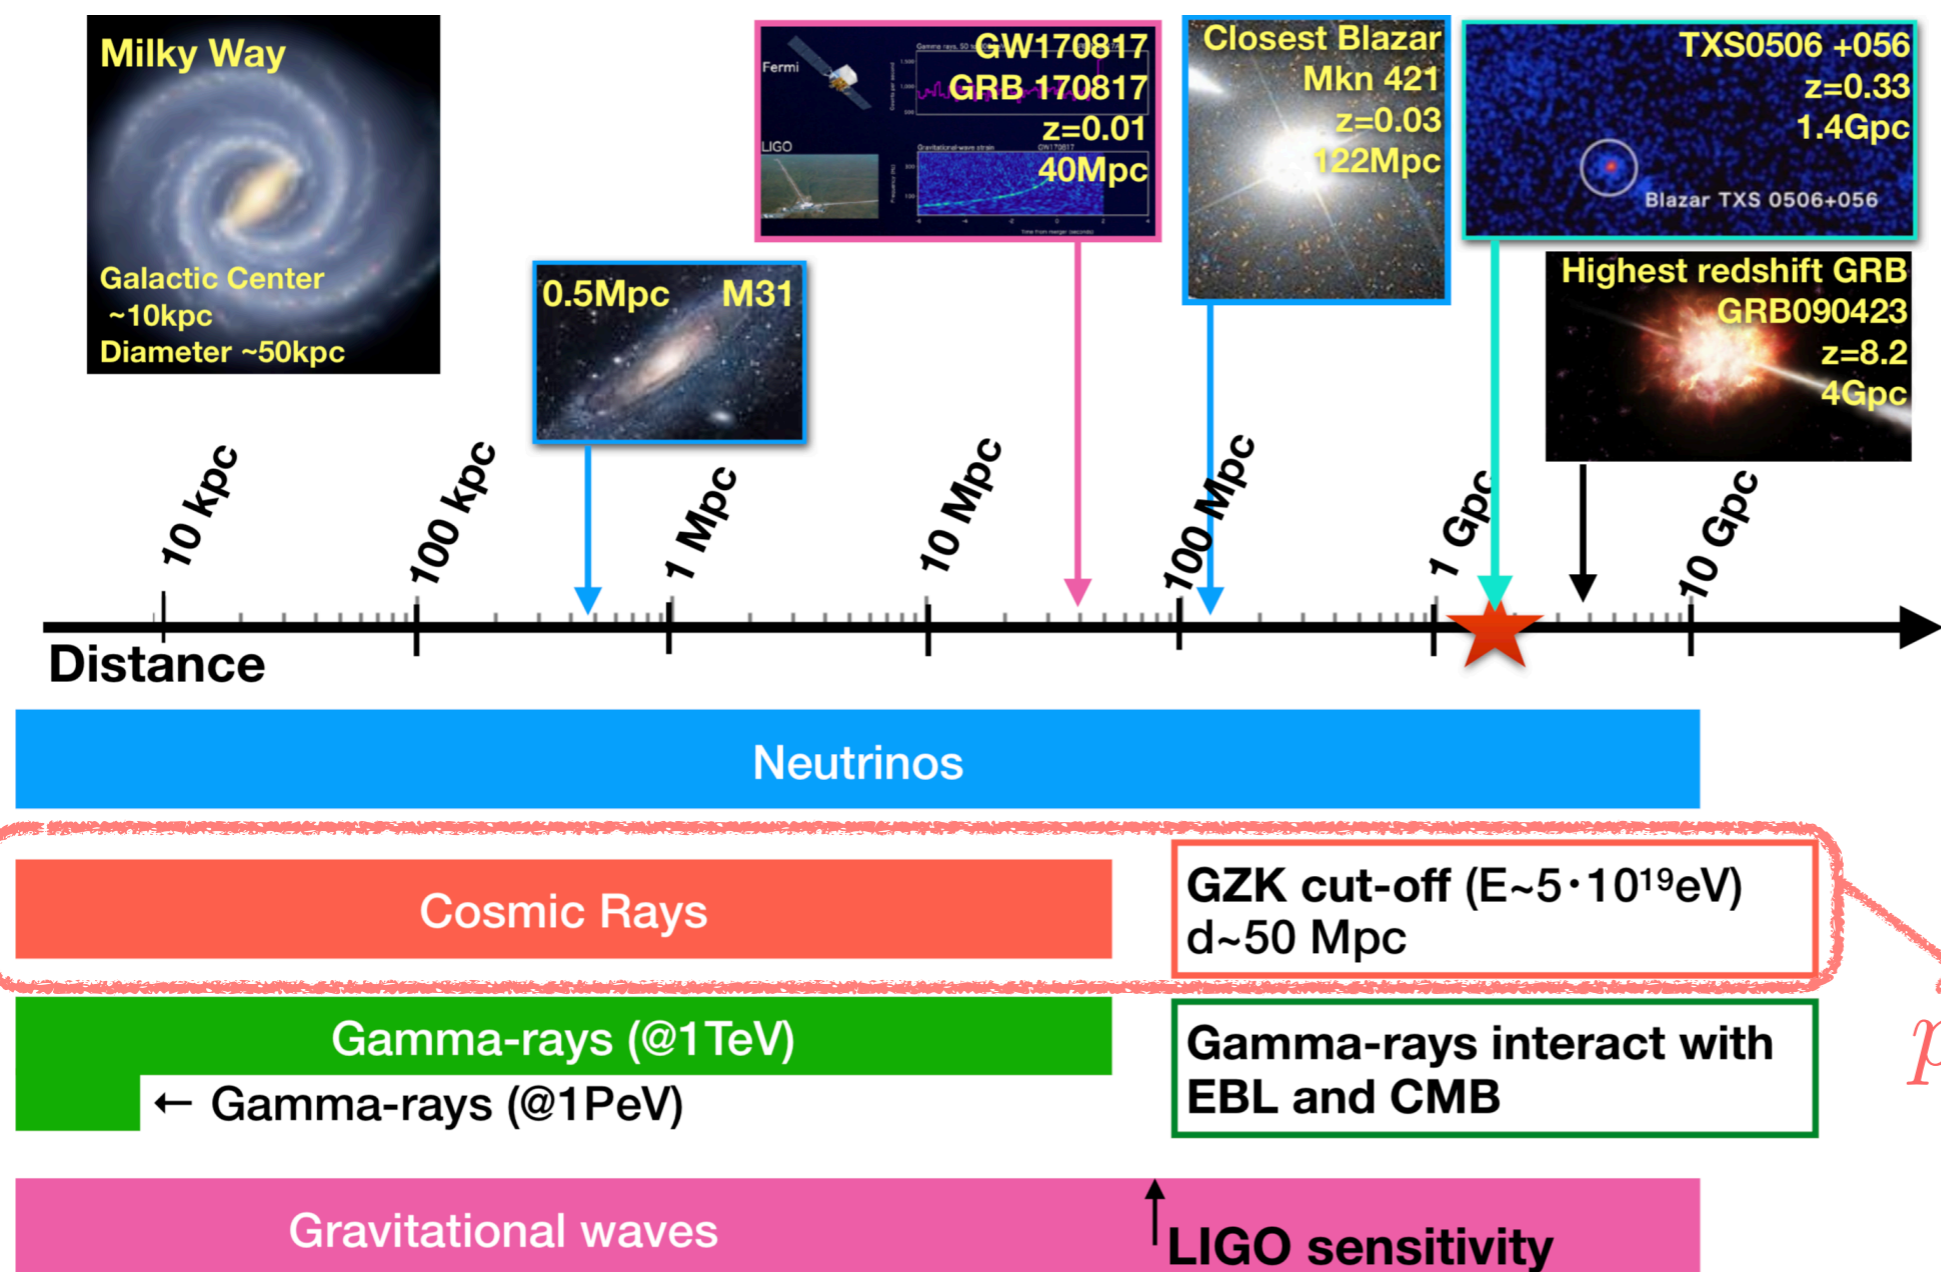 Milky Way
Galactic Center
~10kpc
Diameter ~50kpc
0.5Mpc M31
Fermi
LIGO
GW170817
GRB 170817
z=0.01
40Mpc
Closest Blazar
Mkn 421
z=0.03
122Mpc
TXS0506 +056
z=0.33
1.4Gpc
Blazar TXS 0506+056
Highest redshift GRB
GRB090423
z=8.2
4Gpc
10 kpc
100 kpc
1 Mpc
10 Mpc
100 Mpc
1 Gpc
10 Gpc
Distance
Neutrinos
Cosmic Rays
GZK cut-off (E~5·10¹⁹eV)
d~50 Mpc
Gamma-rays (@1TeV)
← Gamma-rays (@1PeV)
Gamma-rays interact with
EBL and CMB
p
Gravitational waves
LIGO sensitivity